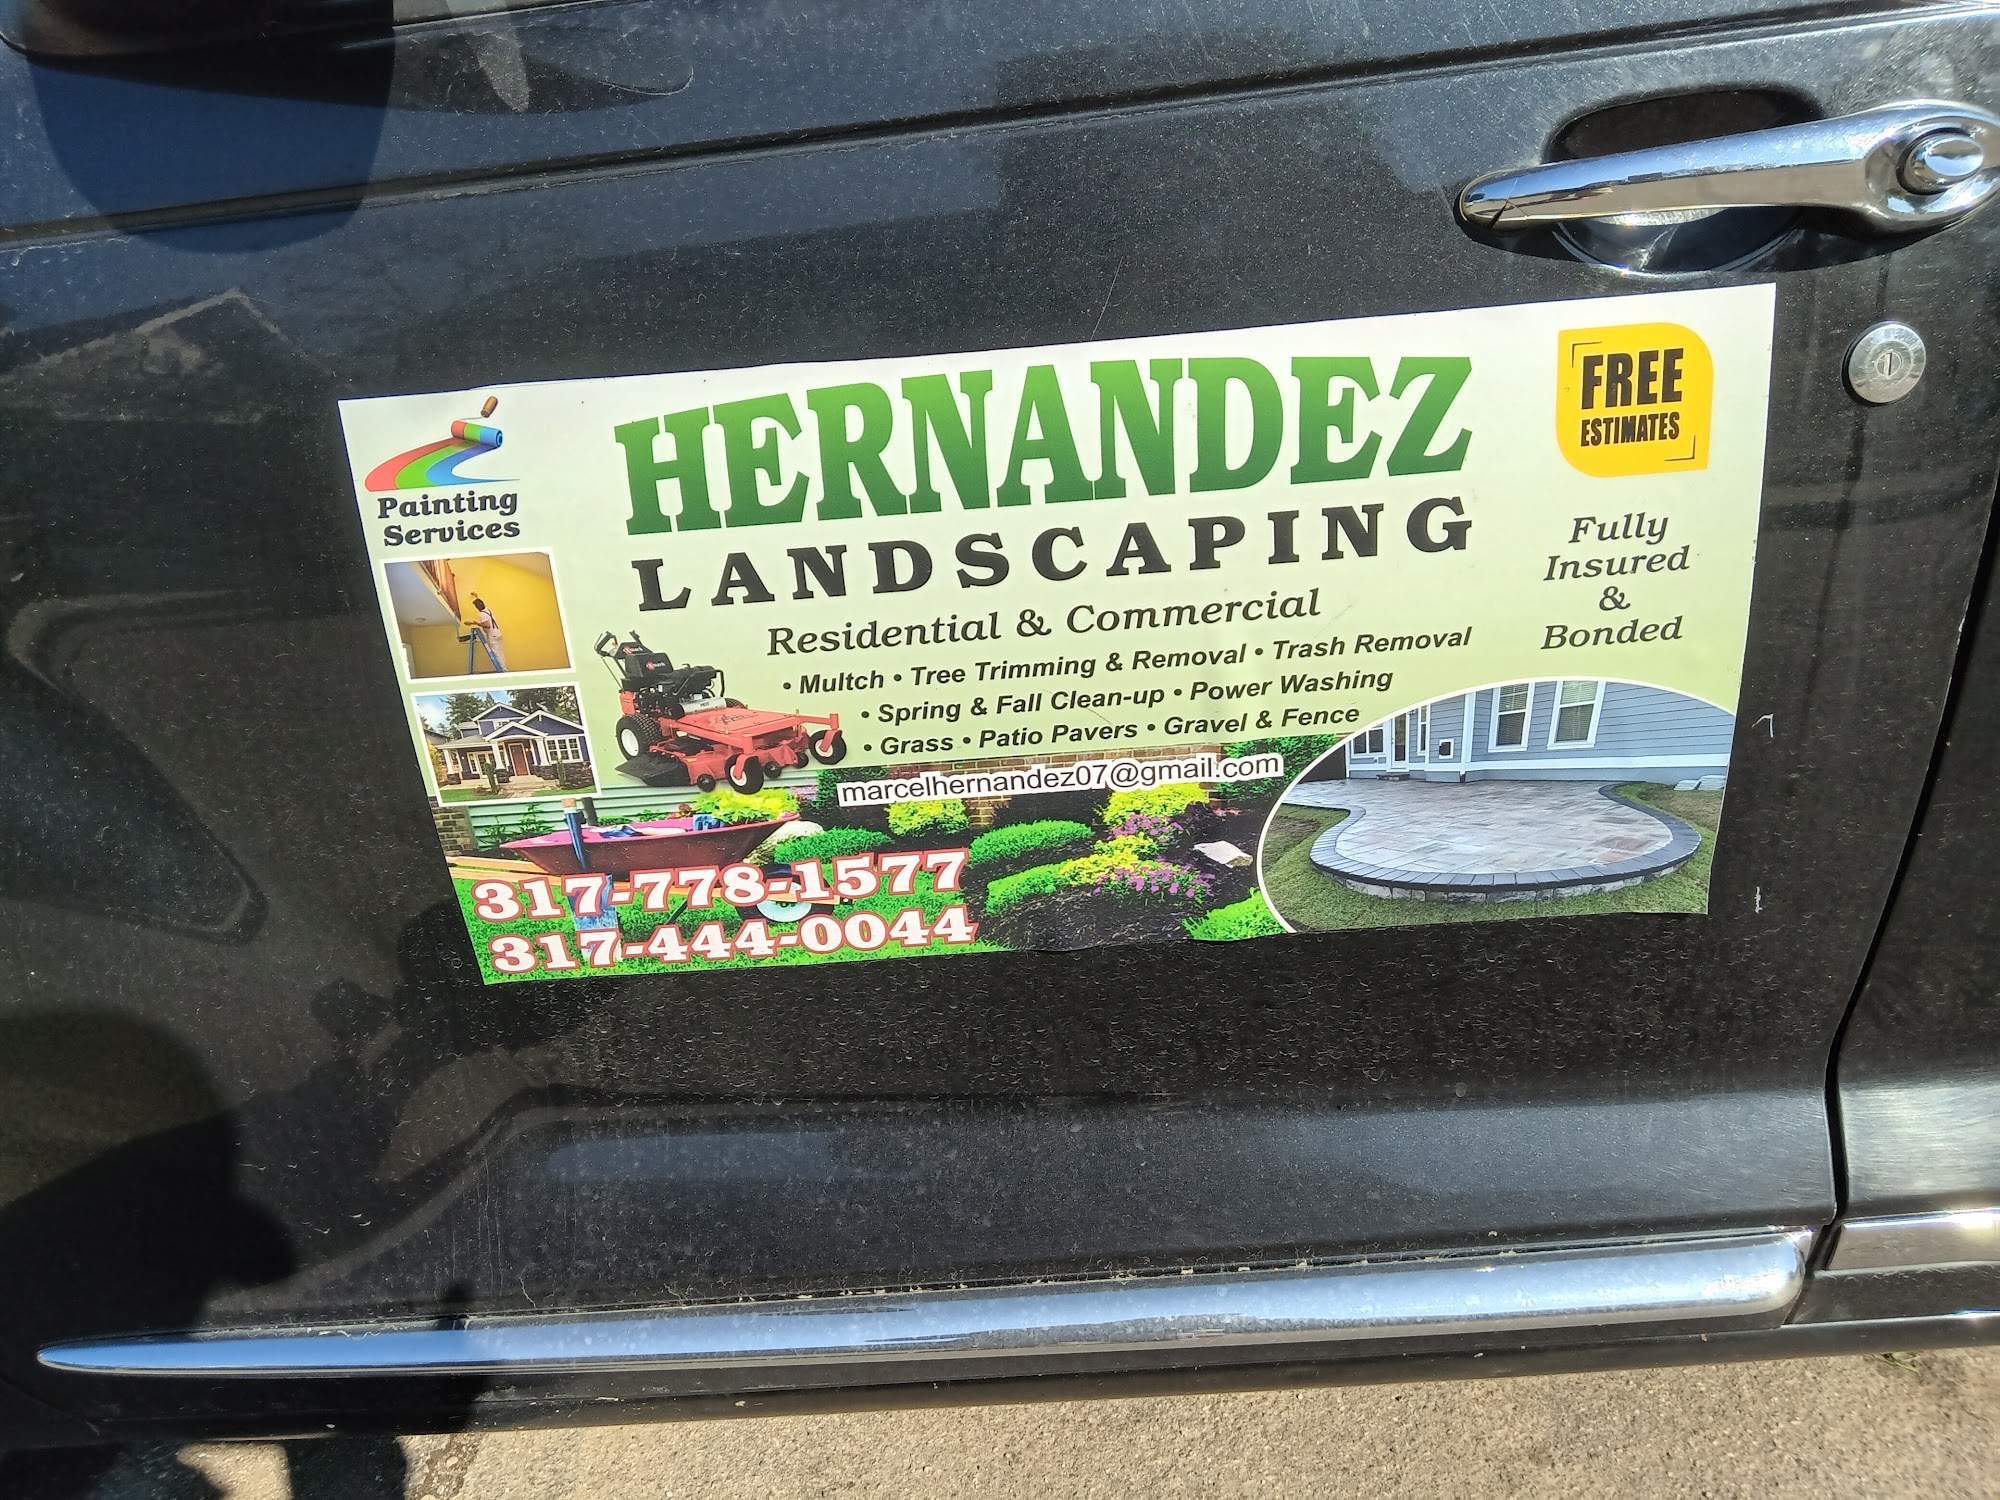 Painting
Services
HERNANDEZ
LANDSCAPING
Residential & Commercial
• Multch • Tree Trimming & Removal • Trash Removal
• Spring & Fall Clean-up • Power Washing
• Grass • Patio Pavers • Gravel & Fence
marcelhernandez07@gmail.com
317-778-1577
317-444-0044
FREE
ESTIMATES
Fully
Insured
&
Bonded